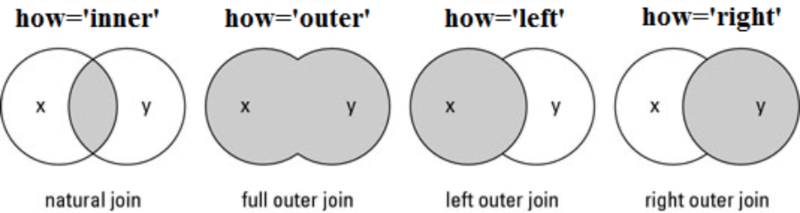 how='inner' how='outer' how='left' how='right'
x y x y x y x y
natural join full outer join left outer join right outer join